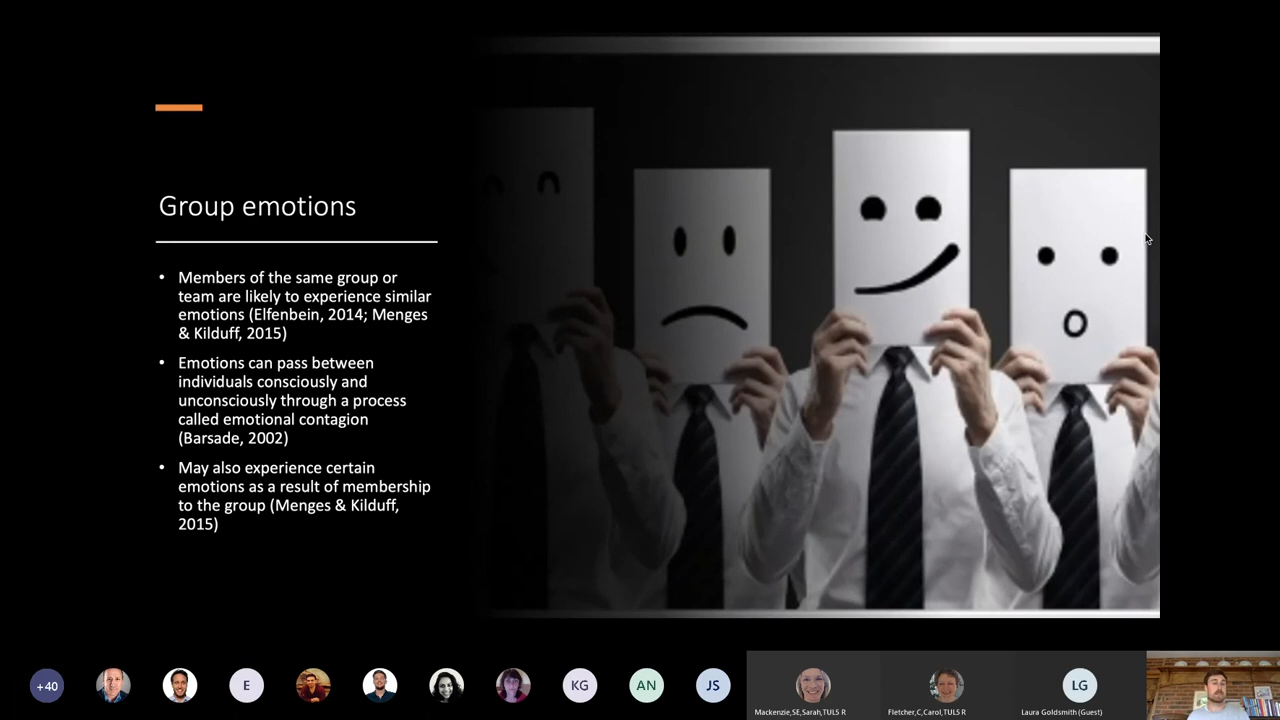 Group emotions
• Members of the same group or
team are likely to experience similar
emotions (Elfenbein, 2014; Menges
& Kilduff, 2015)
• Emotions can pass between
individuals consciously and
unconsciously through a process
called emotional contagion
(Barsade, 2002)
• May also experience certain
emotions as a result of membership
to the group (Menges & Kilduff,
2015)
+40
E
KG
AN
JS
LG
Mackenzie,SE,Sarah,TUL5 R
Fletcher,C,Carol,TUL5 R
Laura Goldsmith (Guest)